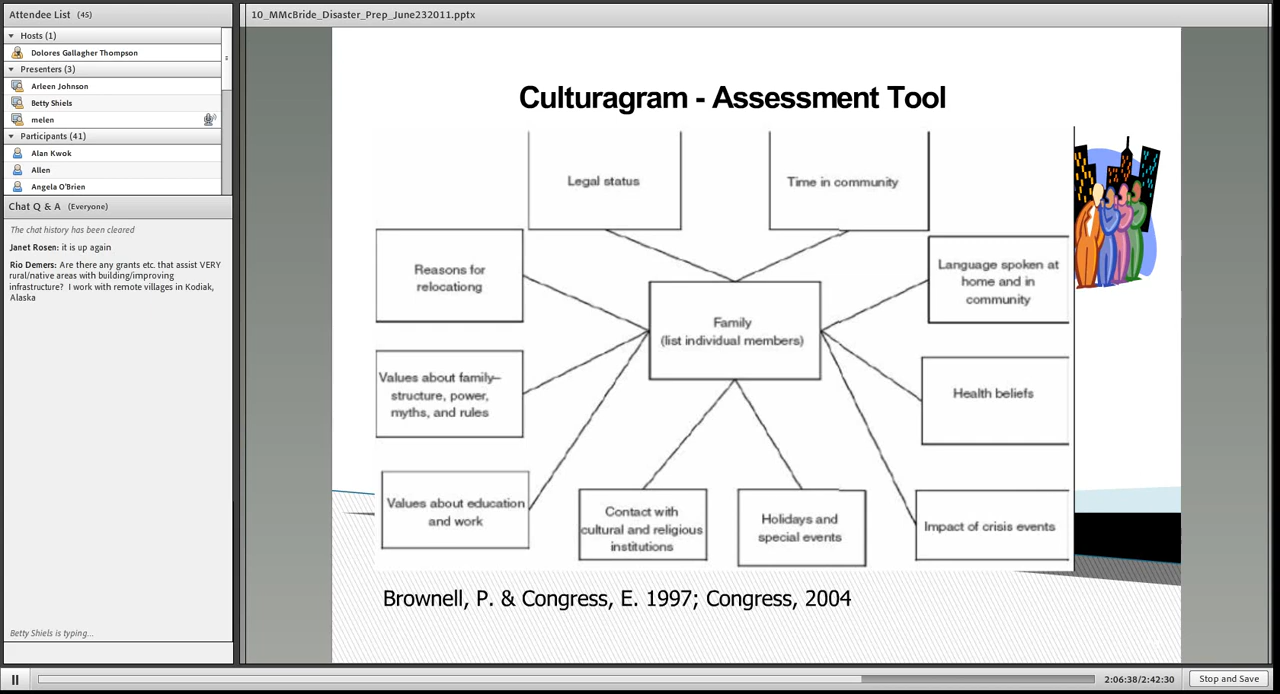 Attendee List (45)
Hosts (1)
Dolores Gallagher Thompson
Presenters (3)
Arleen Johnson
Betty Shiels
melen
Participants (41)
Alan Kwok
Allen
Angela O'Brien
Chat Q & A (Everyone)
The chat history has been cleared
Janet Rosen: it is up again
Rio Demers: Are there any grants etc. that assist VERY
rural/native areas with building/improving
infrastructure? I work with remote villages in Kodiak,
Alaska
Betty Shiels is typing...
10_MMcBride_Disaster_Prep_June232011.pptx
Culturagram - Assessment Tool
Legal status
Time in community
Reasons for
relocationg
Language spoken at
home and in
community
Family
(list individual members)
Values about family–
structure, power,
myths, and rules
Health beliefs
Values about education
and work
Contact with
cultural and religious
institutions
Holidays and
special events
Impact of crisis events
Brownell, P. & Congress, E. 1997; Congress, 2004
2:06:38/2:42:30
Stop and Save